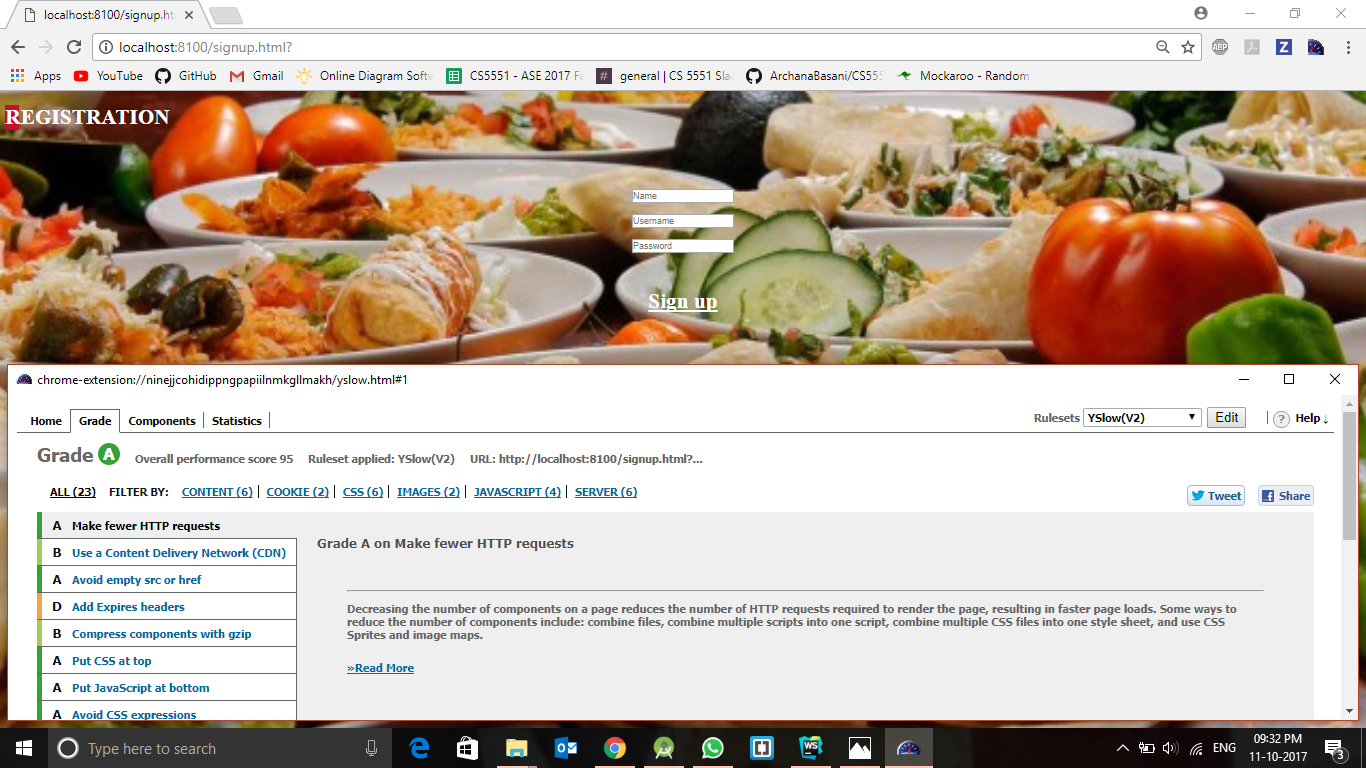 localhost:8100/signup.ht
localhost:8100/signup.html?
ABP
Z
Apps YouTube GitHub Gmail Online Diagram Softw CS5551 - ASE 2017 Fa # general | CS 5551 Sla ArchanaBasani/CS555 Mockaroo - Random
REGISTRATION
Name
Username
Password
Sign up
chrome-extension://ninejjcohidippngpapiilnmkgllmakh/yslow.html#1
Home Grade Components Statistics Rulesets YSlow(V2) Edit ? Help ↓
Grade A Overall performance score 95 Ruleset applied: YSlow(V2) URL: http://localhost:8100/signup.html?...
ALL (23) FILTER BY: CONTENT (6) | COOKIE (2) | CSS (6) | IMAGES (2) | JAVASCRIPT (4) | SERVER (6) Tweet Share
A Make fewer HTTP requests
B Use a Content Delivery Network (CDN)
A Avoid empty src or href
D Add Expires headers
B Compress components with gzip
A Put CSS at top
A Put JavaScript at bottom
A Avoid CSS expressions
Grade A on Make fewer HTTP requests
Decreasing the number of components on a page reduces the number of HTTP requests required to render the page, resulting in faster page loads. Some ways to
reduce the number of components include: combine files, combine multiple scripts into one script, combine multiple CSS files into one style sheet, and use CSS
Sprites and image maps.
»Read More
Type here to search
WS
ENG
09:32 PM
11-10-2017
3